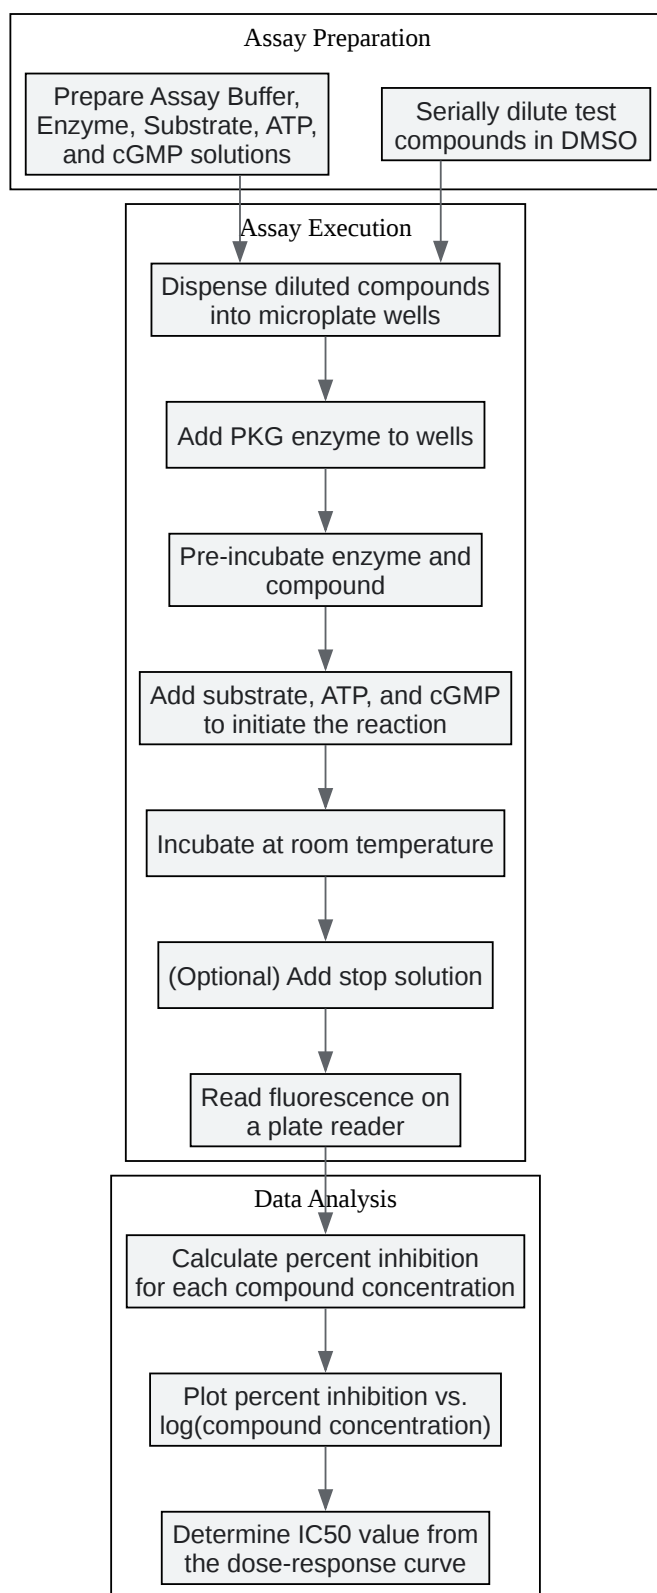 Assay Preparation
Prepare Assay Buffer,
Enzyme, Substrate, ATP,
and cGMP solutions
Serially dilute test
compounds in DMSO
Assay Execution
Dispense diluted compounds
into microplate wells
Add PKG enzyme to wells
Pre-incubate enzyme and
compound
Add substrate, ATP, and cGMP
to initiate the reaction
Incubate at room temperature
(Optional) Add stop solution
Read fluorescence on
a plate reader
Data Analysis
Calculate percent inhibition
for each compound concentration
Plot percent inhibition vs.
log(compound concentration)
Determine IC50 value from
the dose-response curve